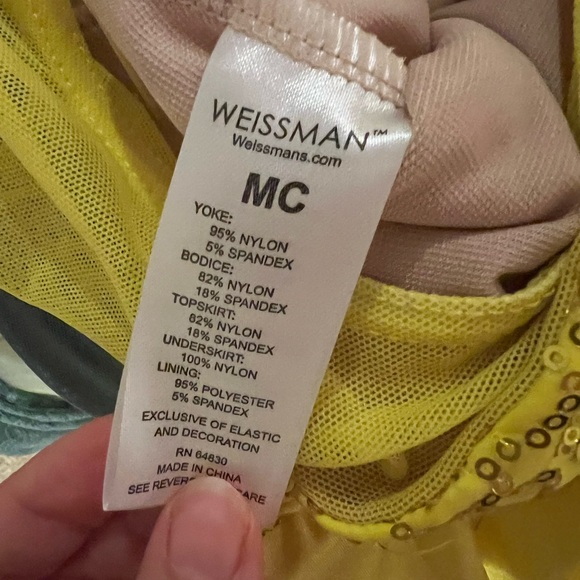 WEISSMAN™
Weissmans.com
MC
YOKE:
95% NYLON
5% SPANDEX
BODICE:
82% NYLON
18% SPANDEX
TOPSKIRT:
82% NYLON
18% SPANDEX
UNDERSKIRT:
100% NYLON
LINING:
95% POLYESTER
5% SPANDEX
EXCLUSIVE OF ELASTIC
AND DECORATION
RN 64830
MADE IN CHINA
SEE